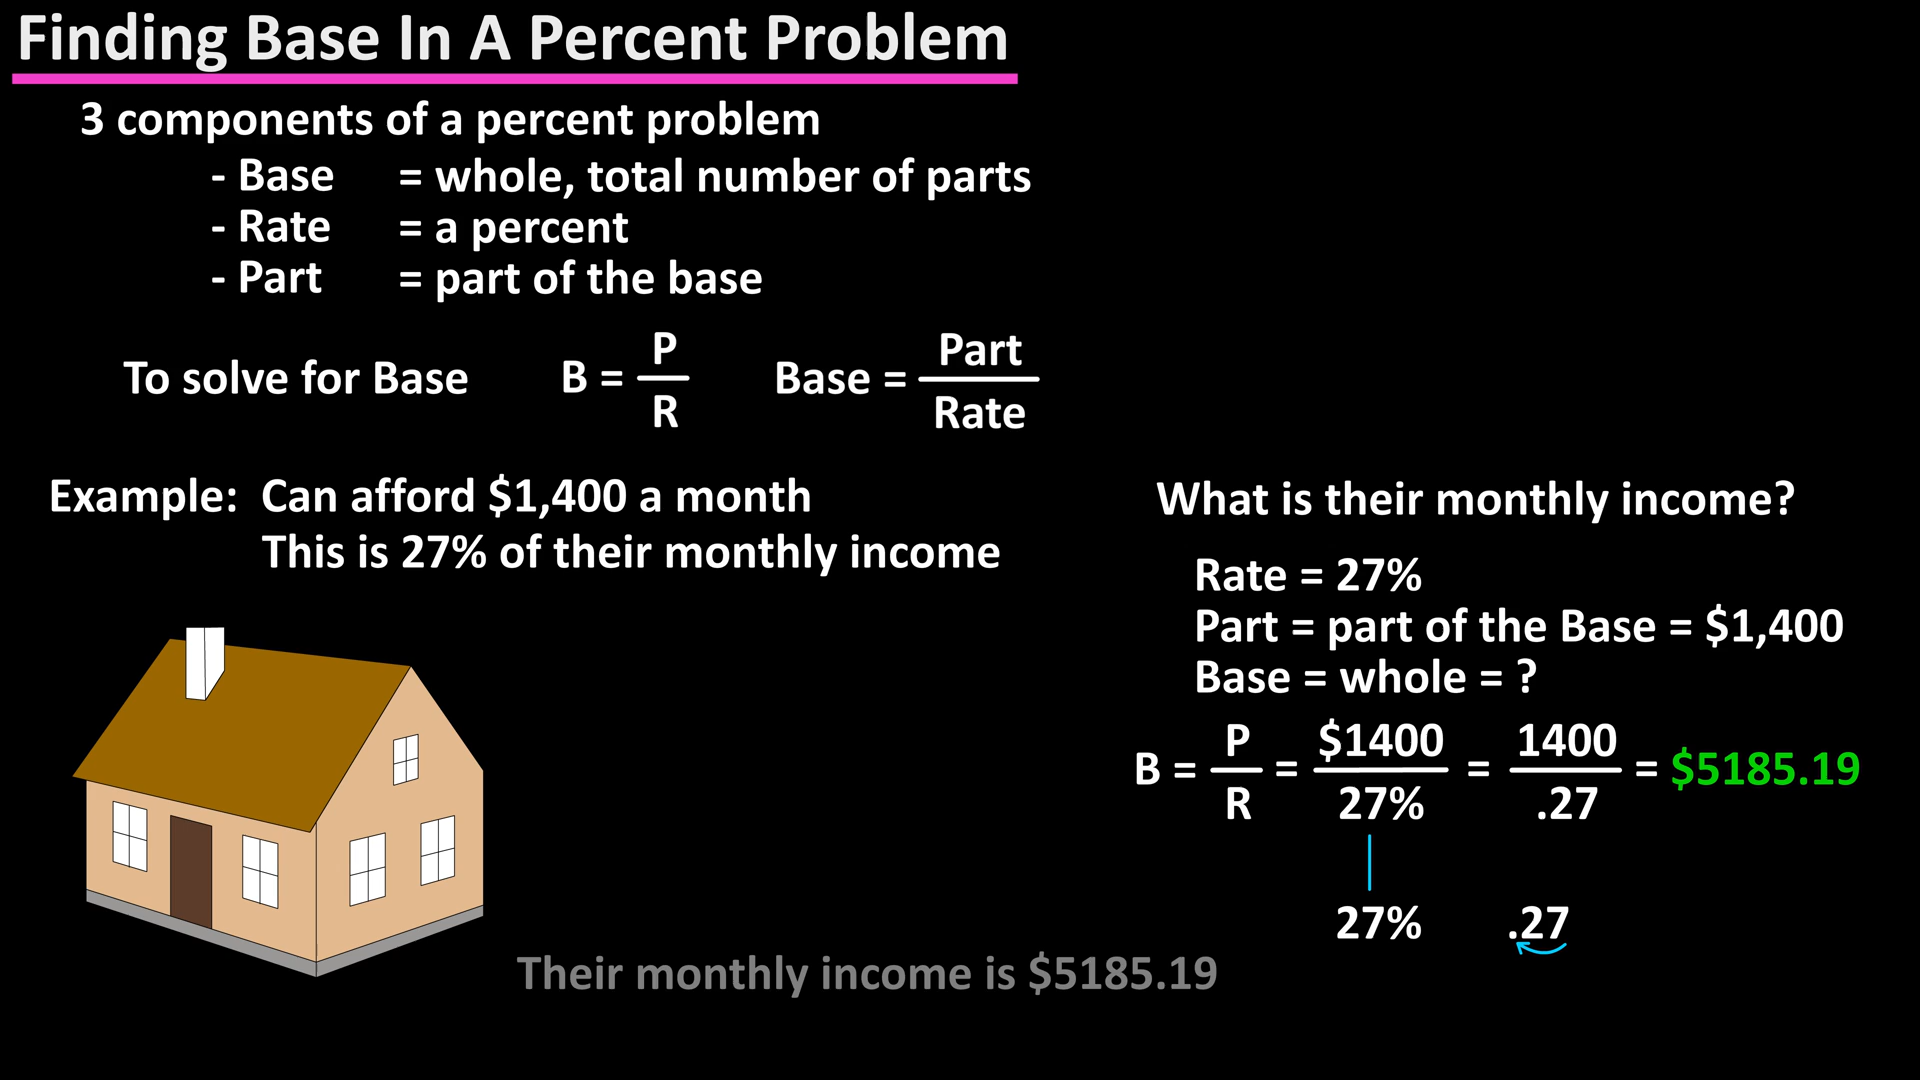 Finding Base In A Percent Problem
3 components of a percent problem
- Base = whole, total number of parts
- Rate = a percent
- Part = part of the base
To solve for Base B = P / R Base = Part / Rate
Example: Can afford $1,400 a month
This is 27% of their monthly income
What is their monthly income?
Rate = 27%
Part = part of the Base = $1,400
Base = whole = ?
B = P / R = $1400 / 27% = 1400 / .27 = $5185.19
27% .27
Their monthly income is $5185.19